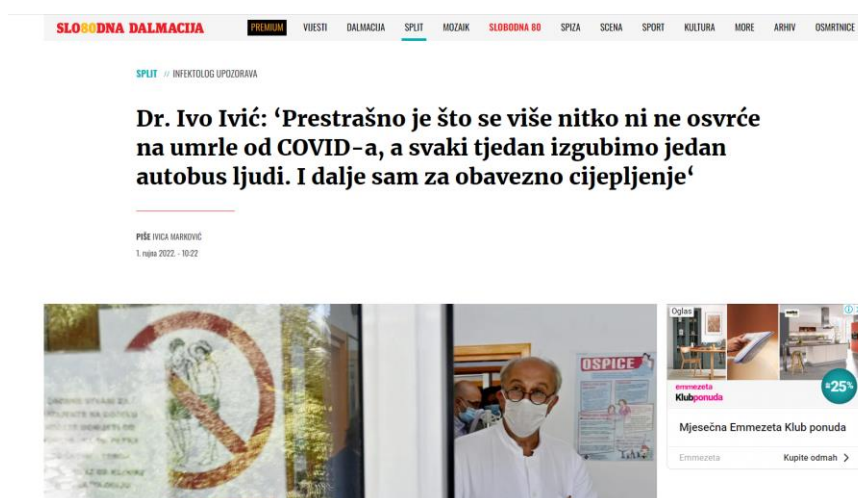 SLOBODNA DALMACIJA
PREMIUM VIJESTI DALMACIJA SPLIT MOZAIK SLOBODNA 80 SPIZA SCENA SPORT KULTURA MORE ARHIV OSMRTNICE
SPLIT // INFEKTOLOG UPOZORAVA
Dr. Ivo Ivić: ‘Prestrašno je što se više nitko ni ne osvrće
na umrle od COVID-a, a svaki tjedan izgubimo jedan
autobus ljudi. I dalje sam za obavezno cijepljenje‘
PIŠE IVICA MARKOVIĆ
1. rujna 2022. - 10:22
OSPICE
Oglas
emmezeta
Klubponuda
25%
Mjesečna Emmezeta Klub ponuda
Emmezeta
Kupite odmah >